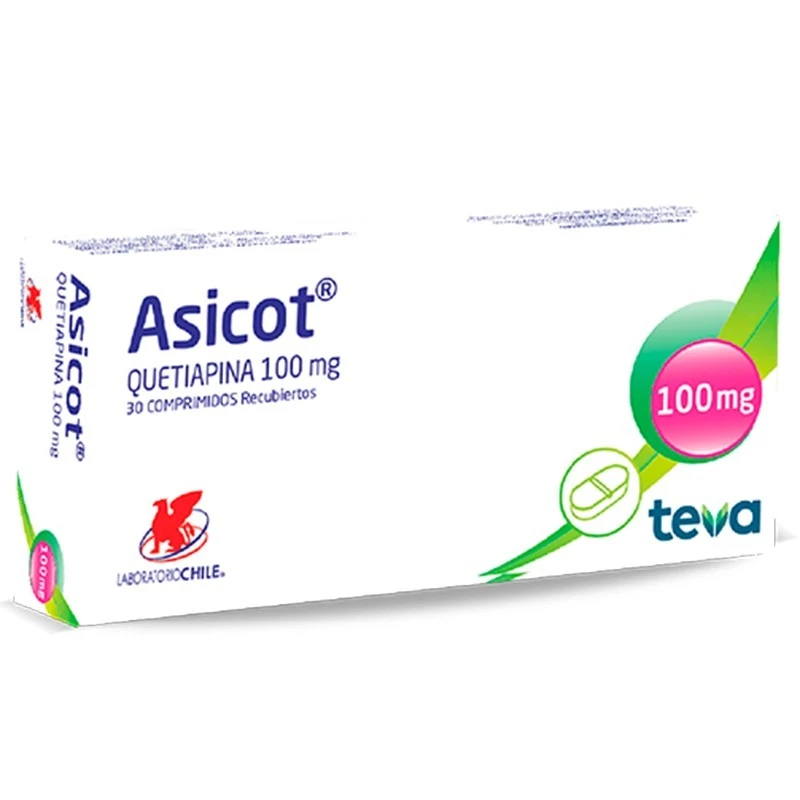 Asicot®
QUETIAPINA 100 mg
100mg
Asicot®
QUETIAPINA 100 mg
30 COMPRIMIDOS Recubiertos
LABORATORIOCHILE®
100mg
teva